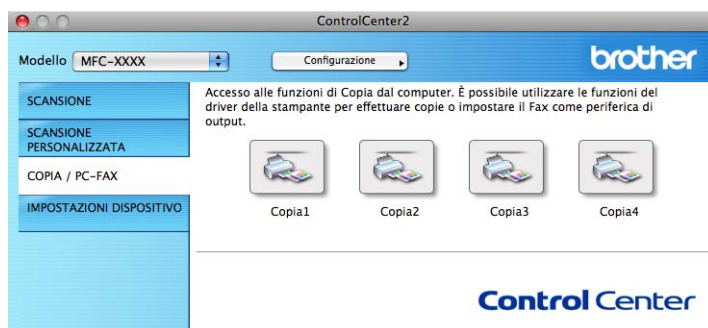 ControlCenter2
Modello MFC-XXXX Configurazione brother
SCANSIONE
SCANSIONE
PERSONALIZZATA
COPIA / PC-FAX
IMPOSTAZIONI DISPOSITIVO
Accesso alle funzioni di Copia dal computer. È possibile utilizzare le funzioni del
driver della stampante per effettuare copie o impostare il Fax come periferica di
output.
Copia1 Copia2 Copia3 Copia4
Control Center